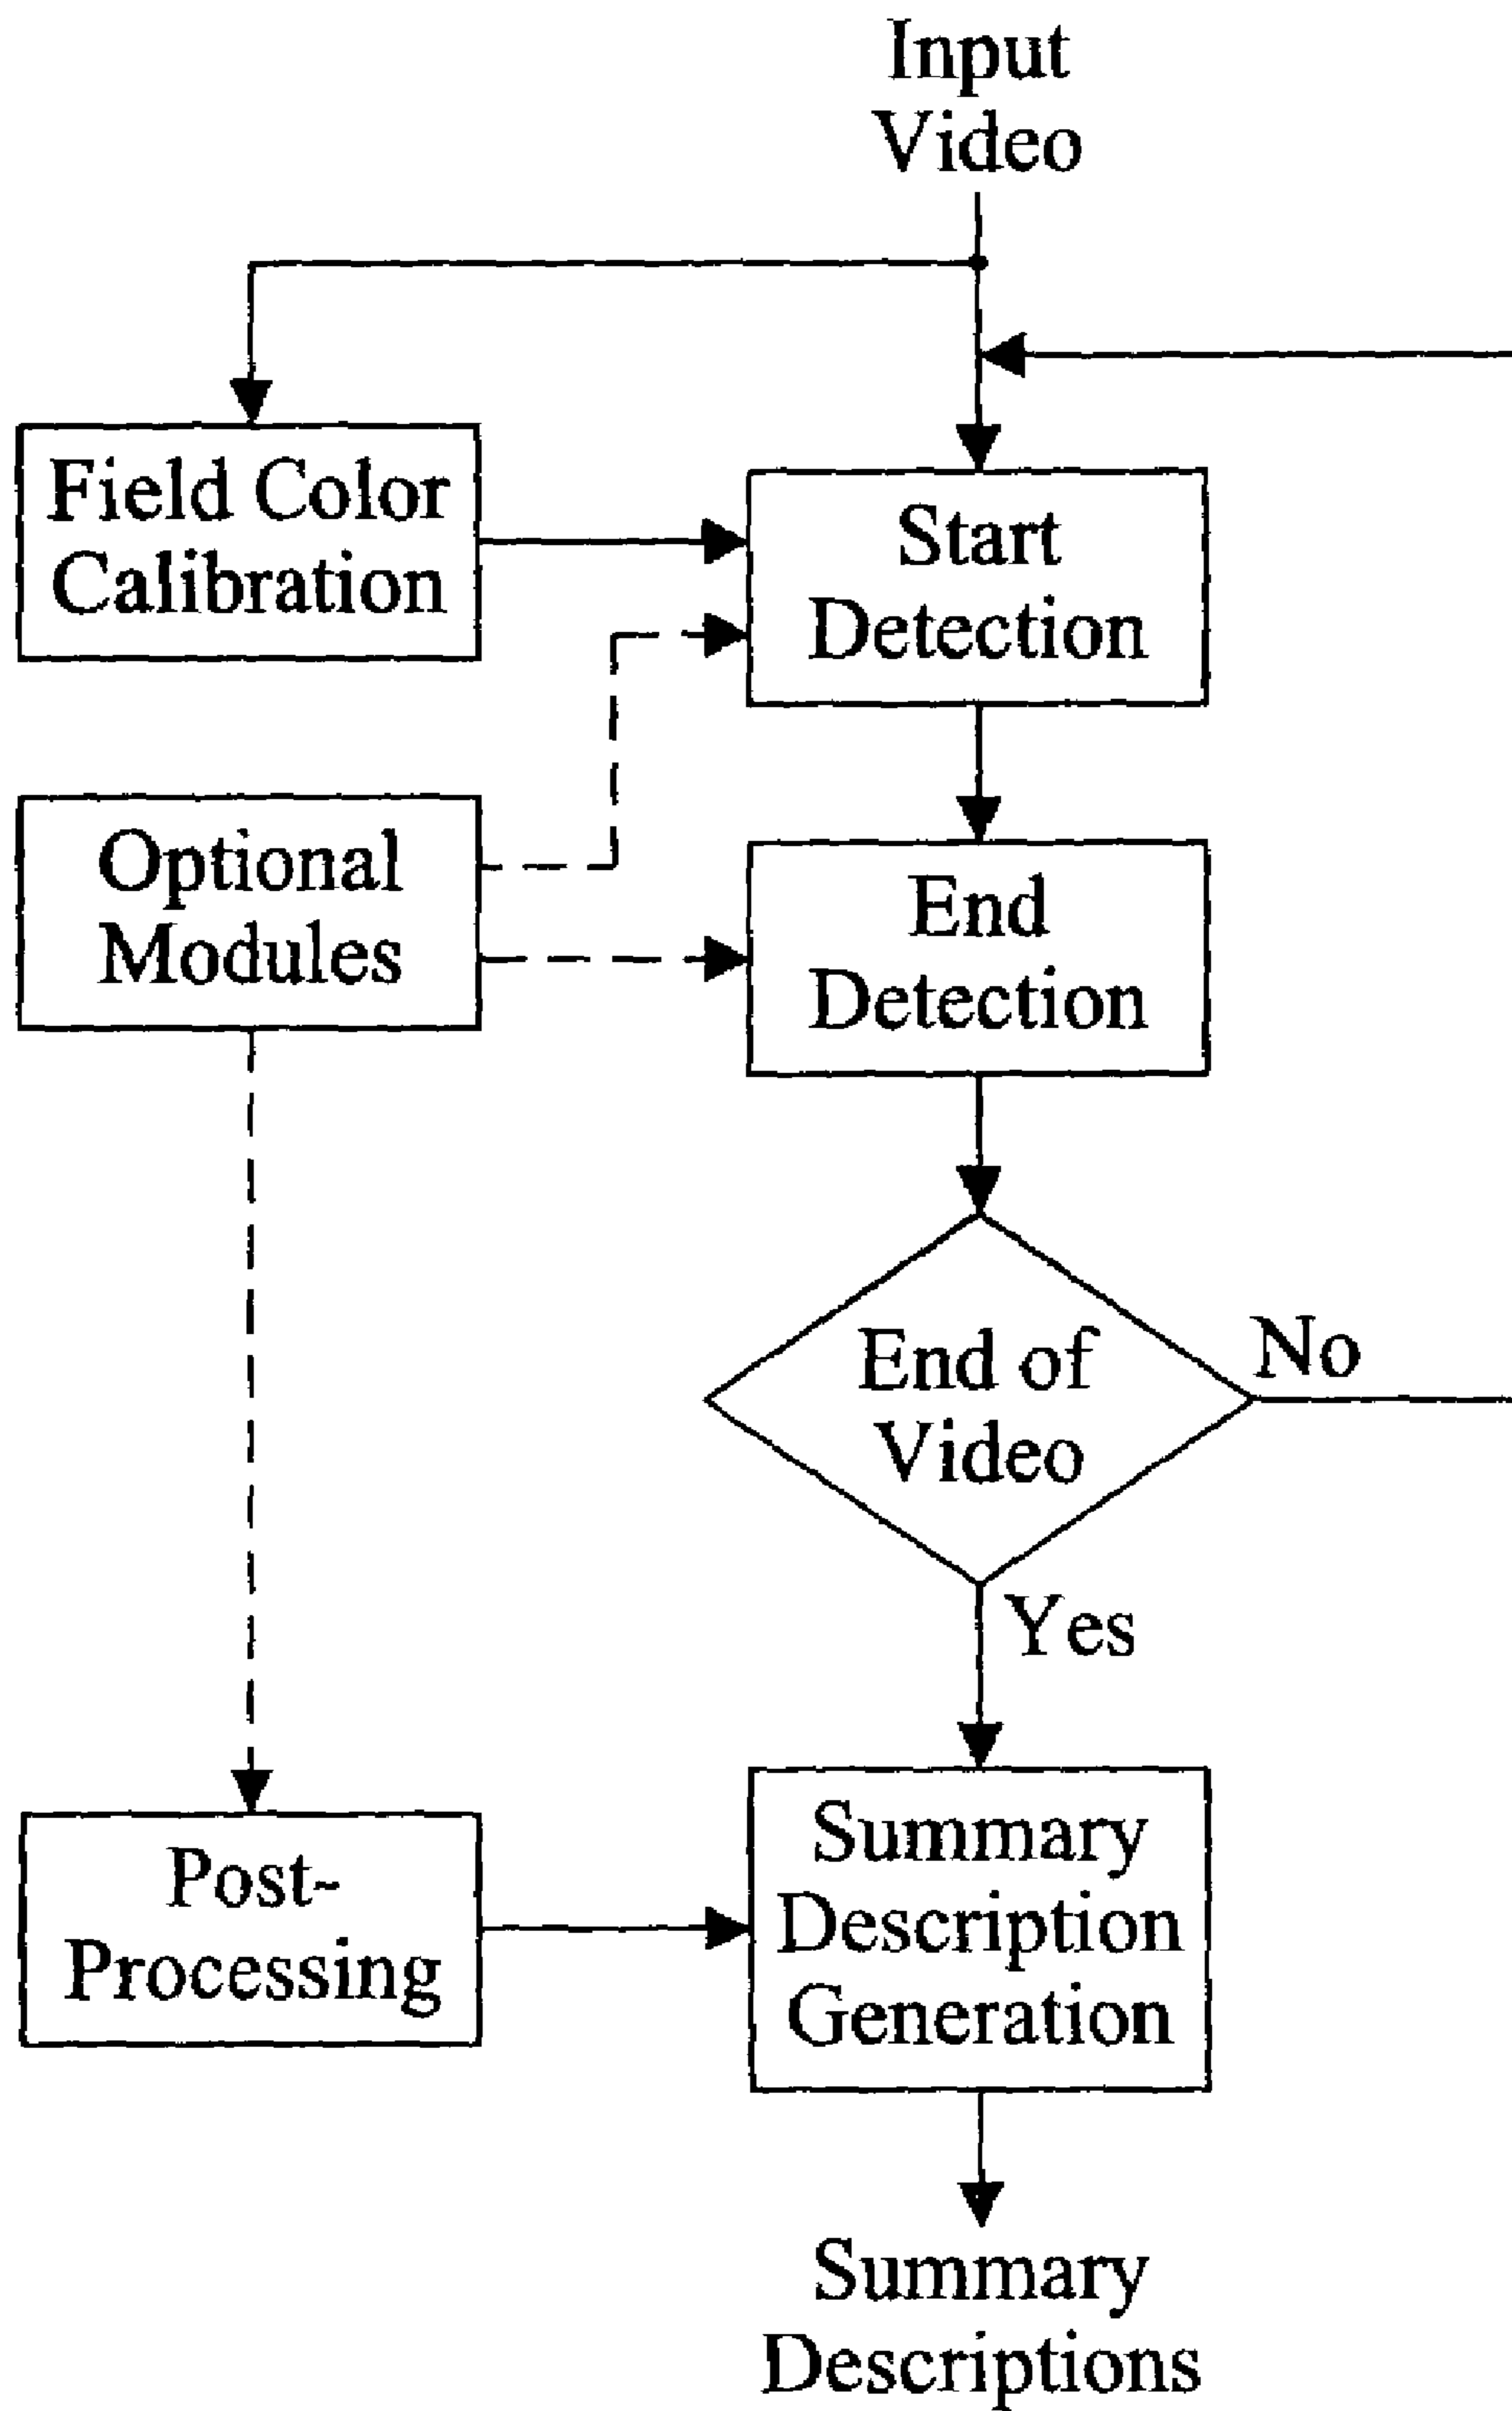 Input
Video
Field Color
Calibration
Start
Detection
Optional
Modules
End
Detection
End of
Video
No
Yes
Post-
Processing
Summary
Description
Generation
Summary
Descriptions